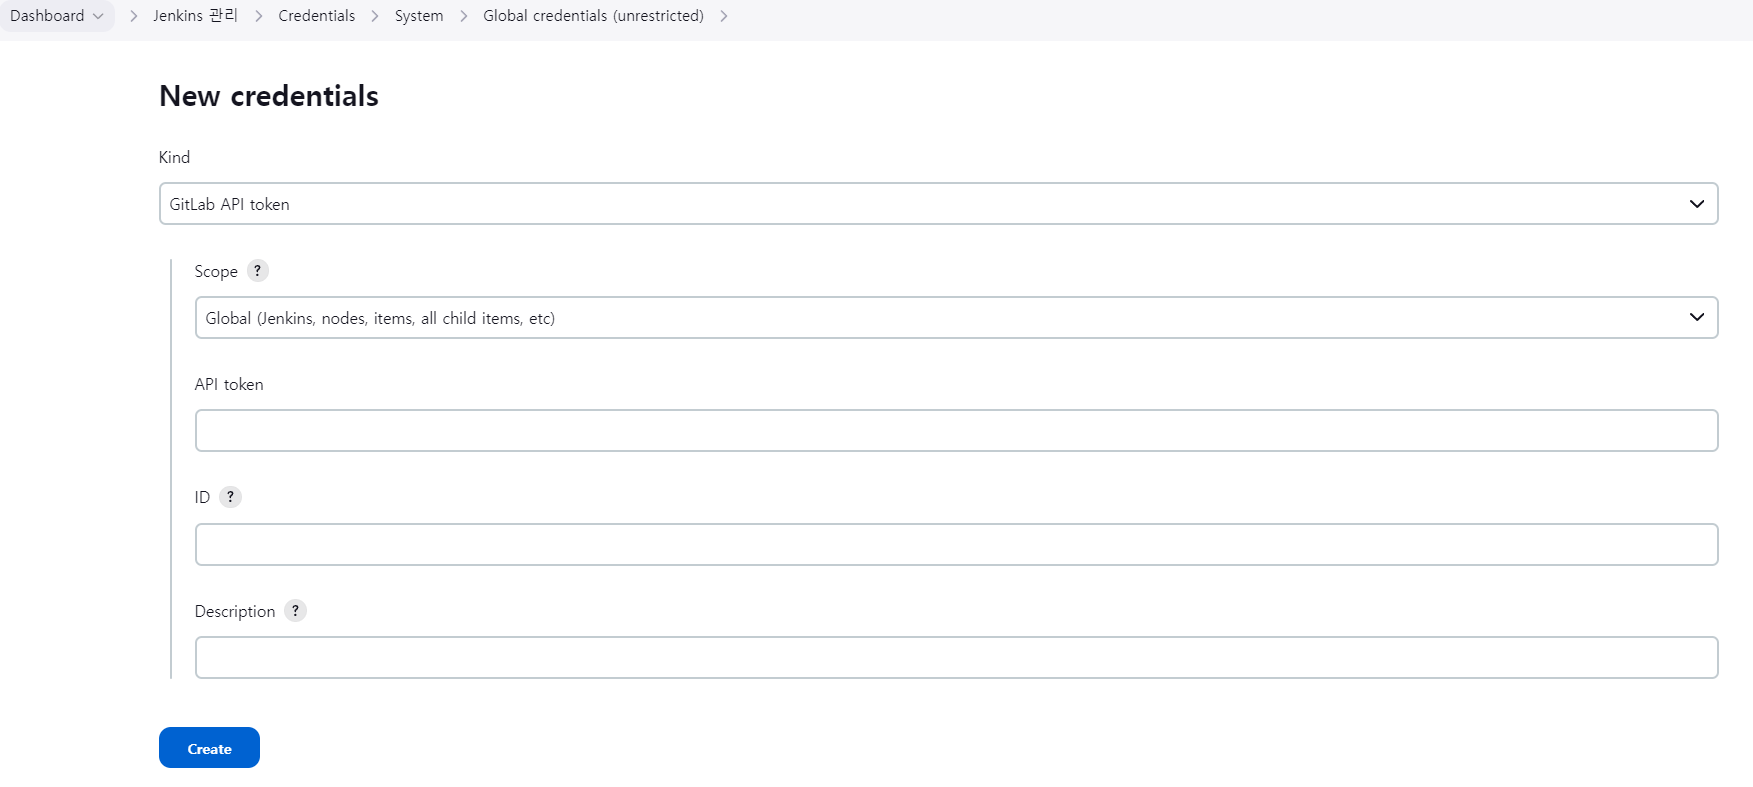 Dashboard > Jenkins 관리 > Credentials > System > Global credentials (unrestricted) >
New credentials
Kind
GitLab API token
Scope ?
Global (Jenkins, nodes, items, all child items, etc)
API token
ID ?
Description ?
Create